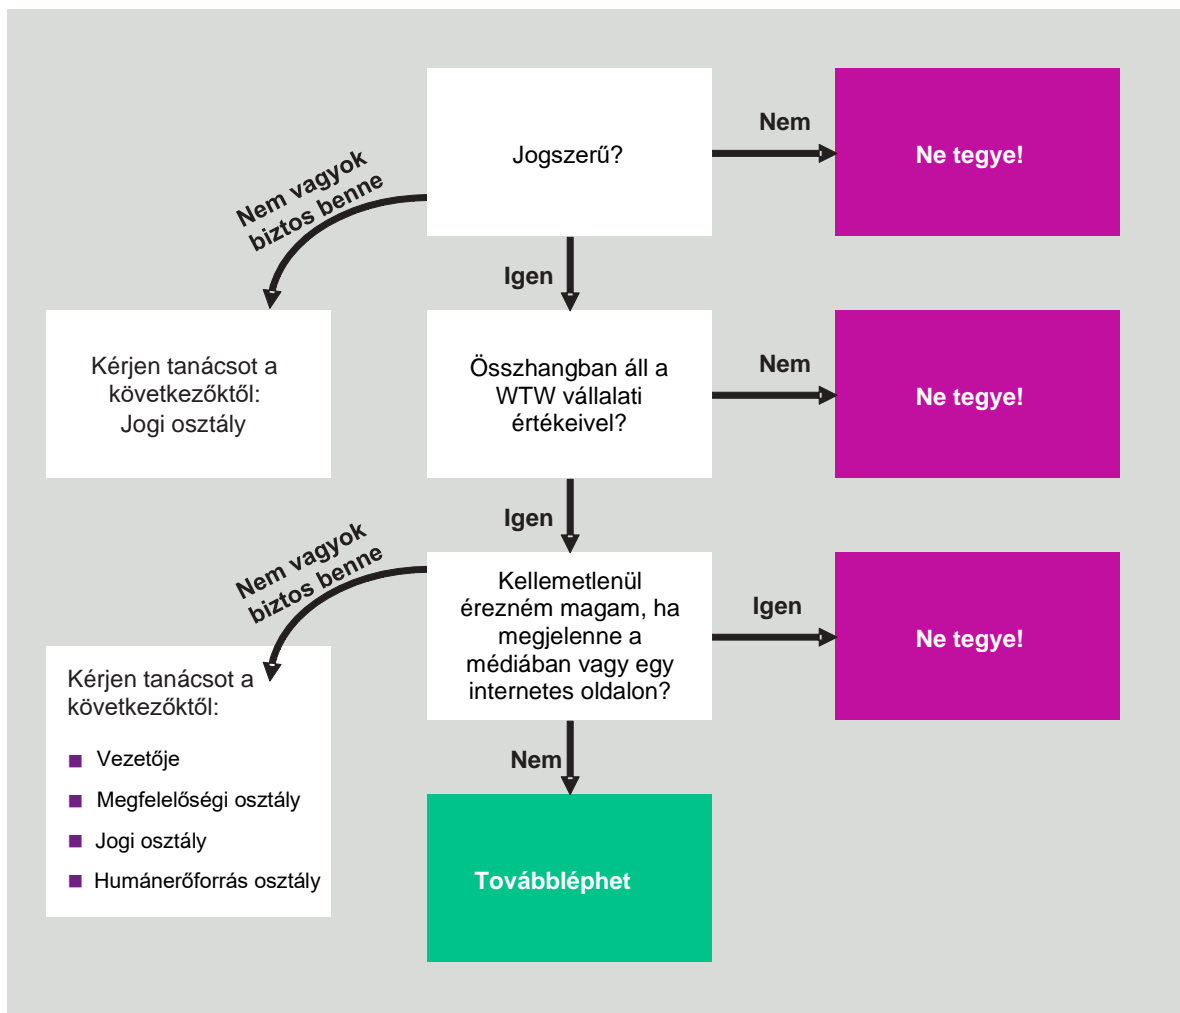 Jogszerű?
Nem
Ne tegye!
Nem vagyok
biztos benne
Igen
Kérjen tanácsot a
következőktől:
Jogi osztály
Összhangban áll a
WTW vállalati
értékeivel?
Nem
Ne tegye!
Igen
Nem vagyok
biztos benne
Kellemetlenül
érezném magam, ha
megjelenne a
médiában vagy egy
internetes oldalon?
Igen
Ne tegye!
Kérjen tanácsot a
következőktől:
Vezetője
Megfelelőségi osztály
Jogi osztály
Humánerőforrás osztály
Nem
Továbbléphet